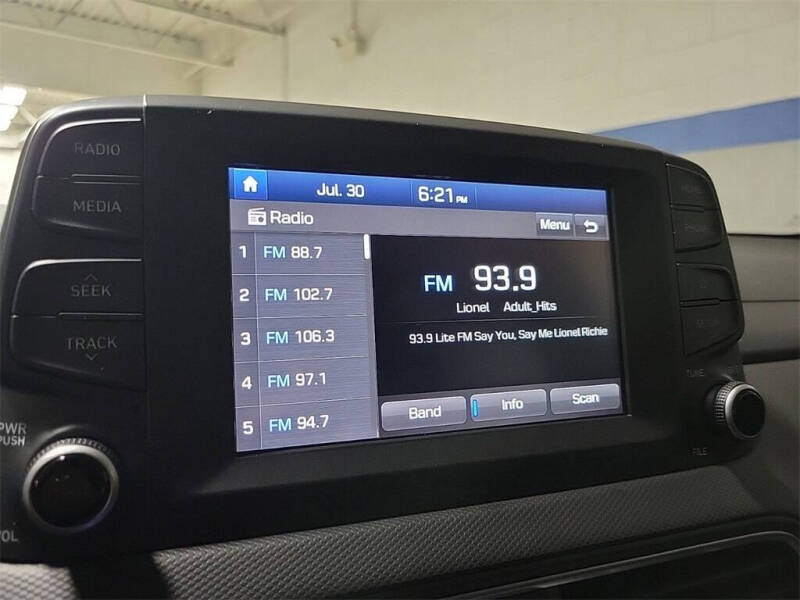 RADIO
MEDIA
SEEK
TRACK
PWR
PUSH
VOL
Jul. 30 6:21 PM
Radio Menu
1 FM 88.7
2 FM 102.7
3 FM 106.3
4 FM 97.1
5 FM 94.7
FM 93.9
Lionel Adult_Hits
93.9 Lite FM Say You, Say Me Lionel Richie
Band Info Scan
TUNE
FILE